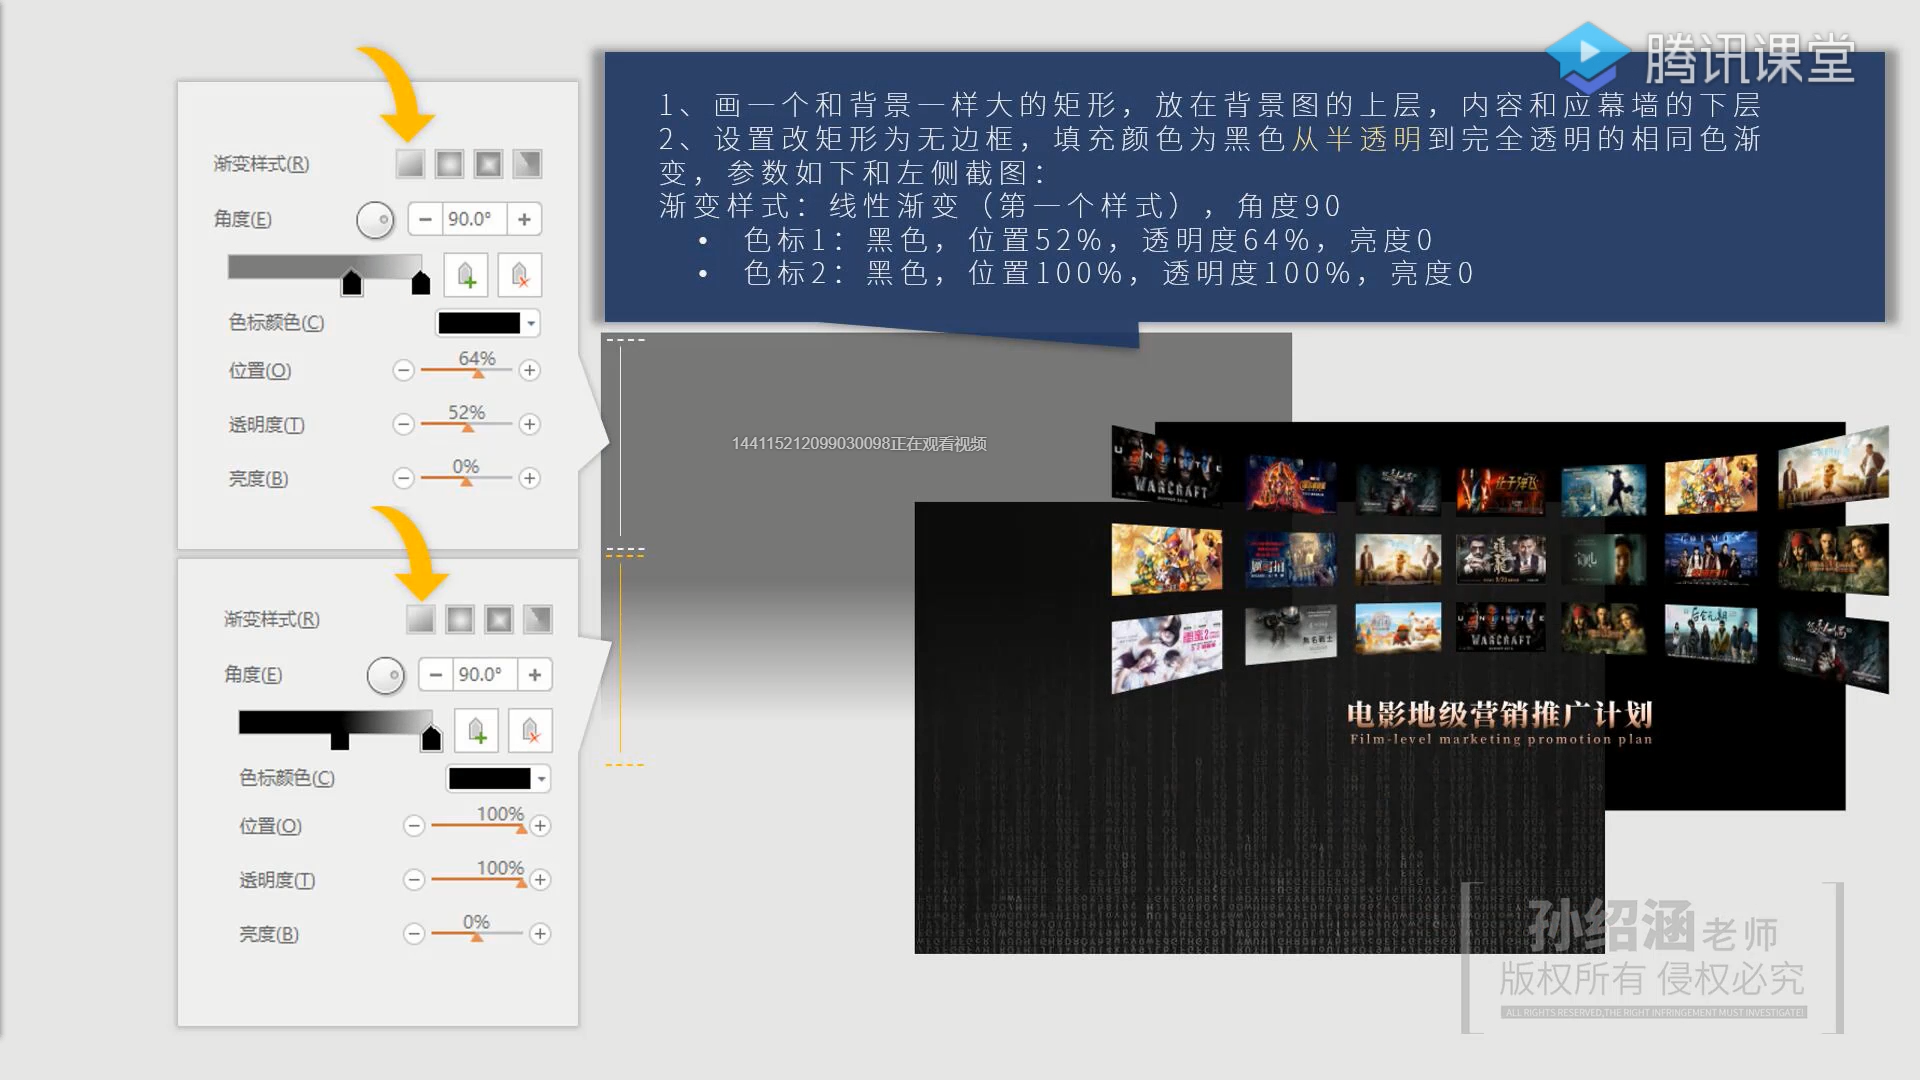 腾讯课堂
1、画一个和背景一样大的矩形，放在背景图的上层，内容和应幕墙的下层
2、设置改矩形为无边框，填充颜色为黑色从半透明到完全透明的相同色渐
变，参数如下和左侧截图：
渐变样式：线性渐变（第一个样式），角度90
• 色标1：黑色，位置52%，透明度64%，亮度0
• 色标2：黑色，位置100%，透明度100%，亮度0
渐变样式(R)
角度(E)
90.0°
色标颜色(C)
位置(O)
64%
透明度(T)
52%
亮度(B)
0%
渐变样式(R)
角度(E)
90.0°
色标颜色(C)
位置(O)
100%
透明度(T)
100%
亮度(B)
0%
144115212099030098正在观看视频
WARCRAFT
让子弹飞
WARCRAFT
電影地级营销推广计划
Film-level marketing promotion plan
孙绍涵老师
版权所有 侵权必究
ALL RIGHTS RESERVED,THE RIGHT INFRINGEMENT MUST INVESTIGATE!